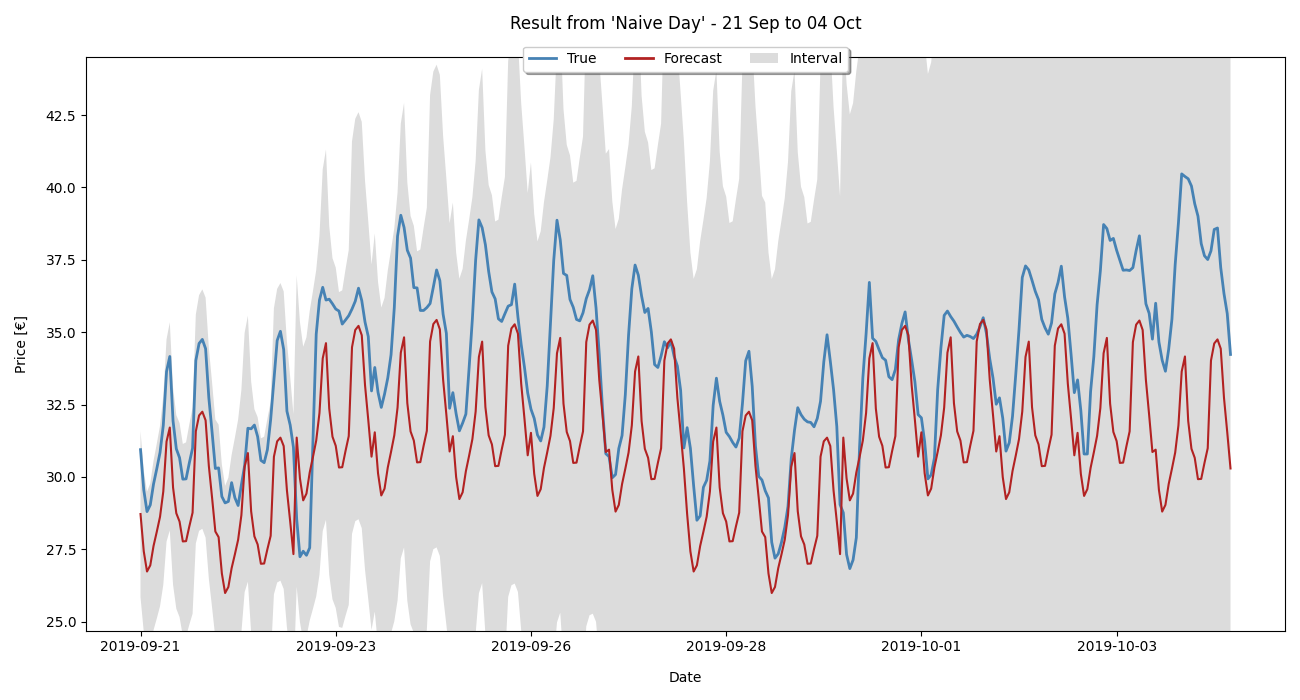 Result from 'Naive Day' - 21 Sep to 04 Oct
True Forecast Interval
Price [€]
42.5
40.0
37.5
35.0
32.5
30.0
27.5
25.0
2019-09-21 2019-09-23 2019-09-26 2019-09-28 2019-10-01 2019-10-03
Date